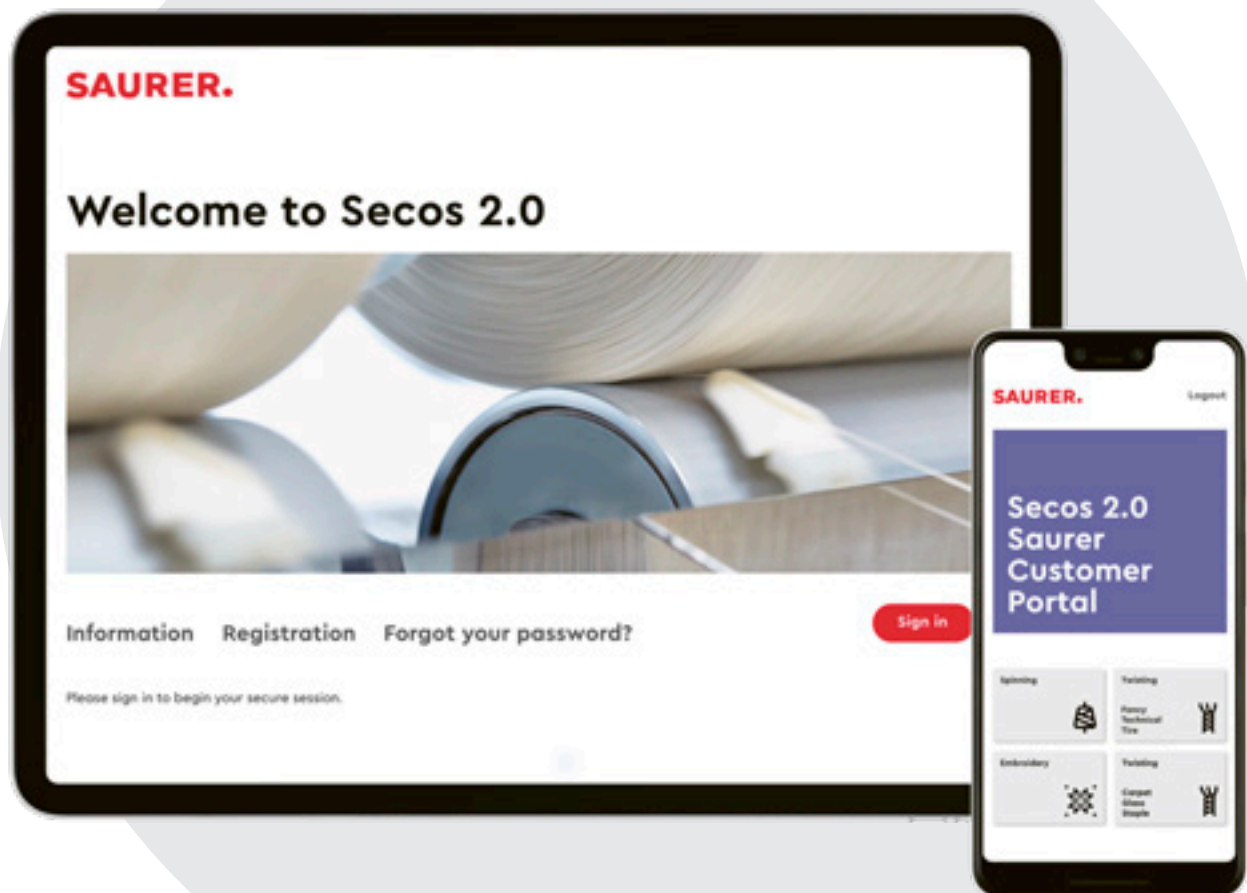 SAURER.
Welcome to Secos 2.0
Information Registration Forgot your password?
Sign in
Please sign in to begin your secure session.
SAURER.
Logout
Secos 2.0
Saurer
Customer
Portal
Spinning
Twisting
Fancy
Technical
Tire
Embroidery
Twisting
Carpet
Glass
Staple